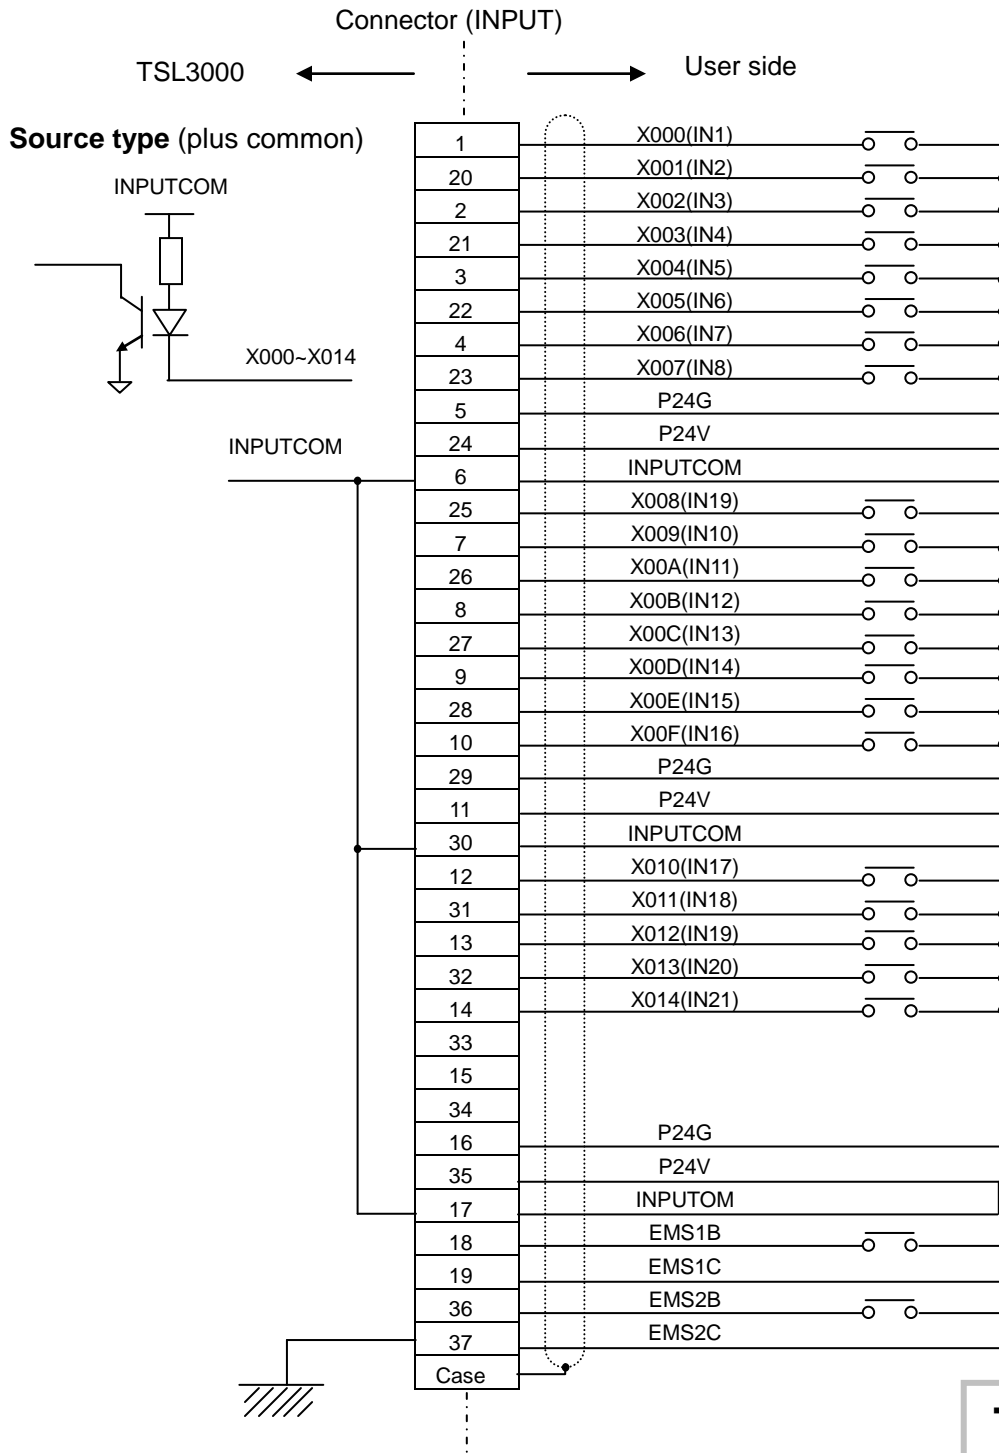 Connector (INPUT)
TSL3000 User side
Source type (plus common)
INPUTCOM
X000~X014
INPUTCOM
1 X000(IN1)
20 X001(IN2)
2 X002(IN3)
21 X003(IN4)
3 X004(IN5)
22 X005(IN6)
4 X006(IN7)
23 X007(IN8)
5 P24G
24 P24V
6 INPUTCOM
25 X008(IN19)
7 X009(IN10)
26 X00A(IN11)
8 X00B(IN12)
27 X00C(IN13)
9 X00D(IN14)
28 X00E(IN15)
10 X00F(IN16)
29 P24G
11 P24V
30 INPUTCOM
12 X010(IN17)
31 X011(IN18)
13 X012(IN19)
32 X013(IN20)
14 X014(IN21)
33
15
34
16 P24G
35 P24V
17 INPUTOM
18 EMS1B
19 EMS1C
36 EMS2B
37 EMS2C
Case